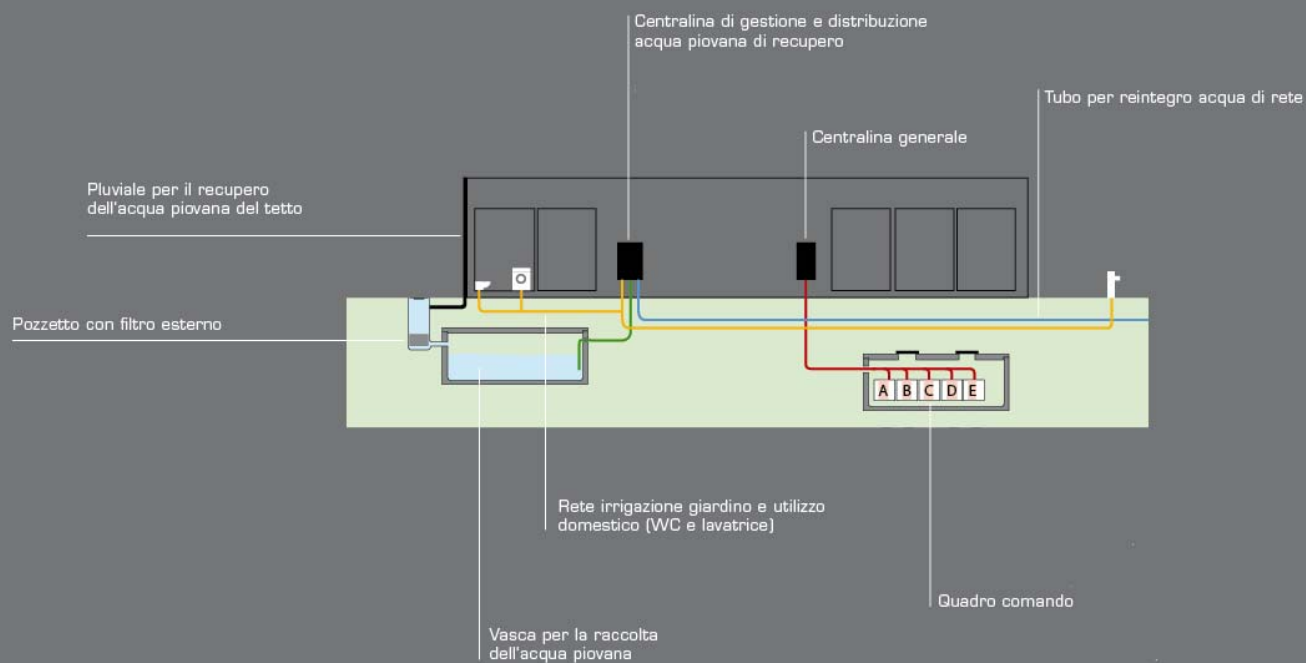 Centralina di gestione e distribuzione
acqua piovana di recupero
Tubo per reintegro acqua di rete
Centralina generale
Pluviale per il recupero
dell'acqua piovana del tetto
Pozzetto con filtro esterno
A B C D E
Rete irrigazione giardino e utilizzo
domestico (WC e lavatrice)
Quadro comando
Vasca per la raccolta
dell'acqua piovana